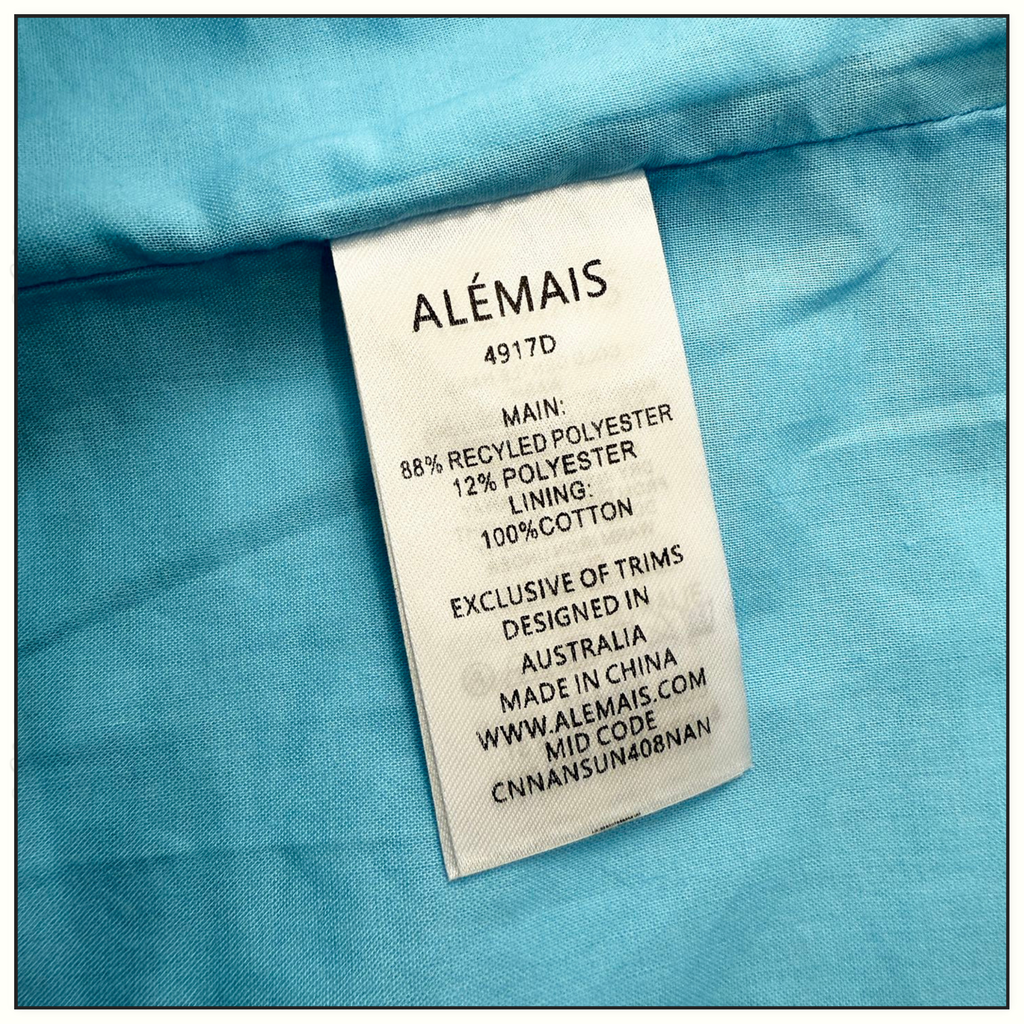 ALÉMAIS
4917D
MAIN:
88% RECYLED POLYESTER
12% POLYESTER
LINING:
100%COTTON
EXCLUSIVE OF TRIMS
DESIGNED IN
AUSTRALIA
MADE IN CHINA
WWW.ALEMAIS.COM
MID CODE
CNNANSUN408NAN